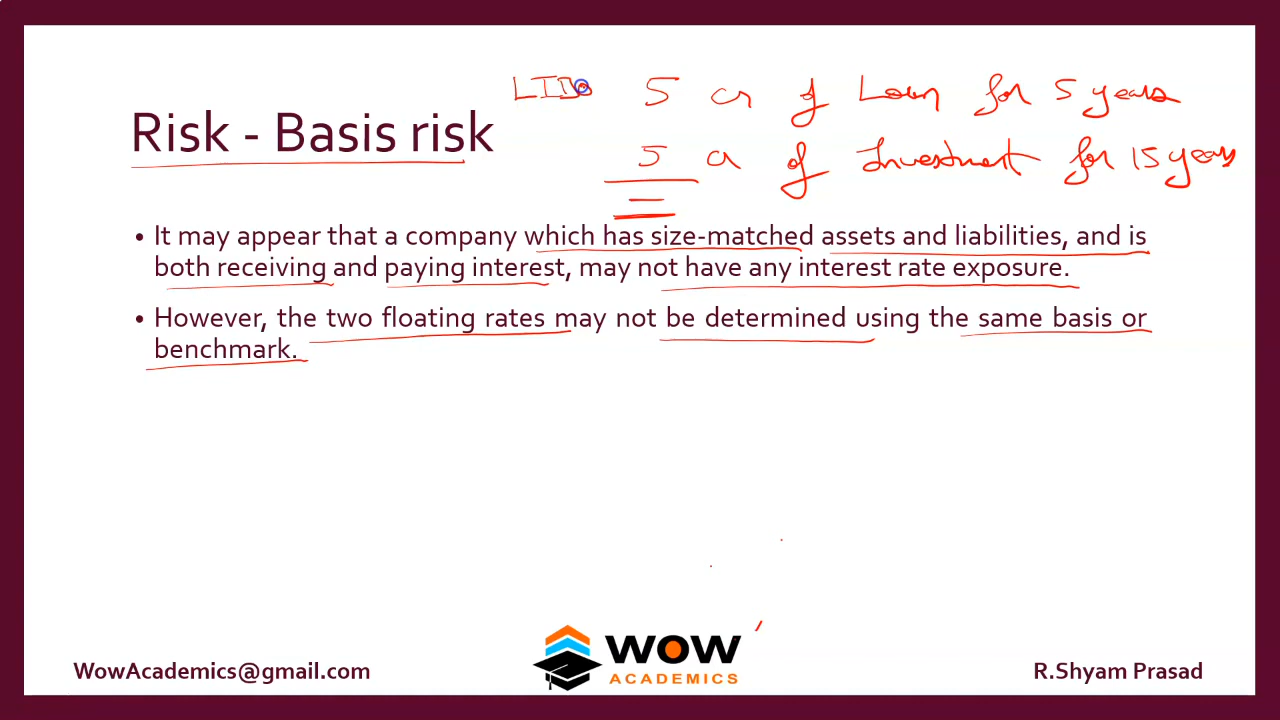 5 cr of Loan for 5 years
Risk - Basis risk
5 cr of Investment for 15 years
• It may appear that a company which has size-matched assets and liabilities, and is
both receiving and paying interest, may not have any interest rate exposure.
• However, the two floating rates may not be determined using the same basis or
benchmark.
WowAcademics@gmail.com
WOW
ACADEMICS
R.Shyam Prasad